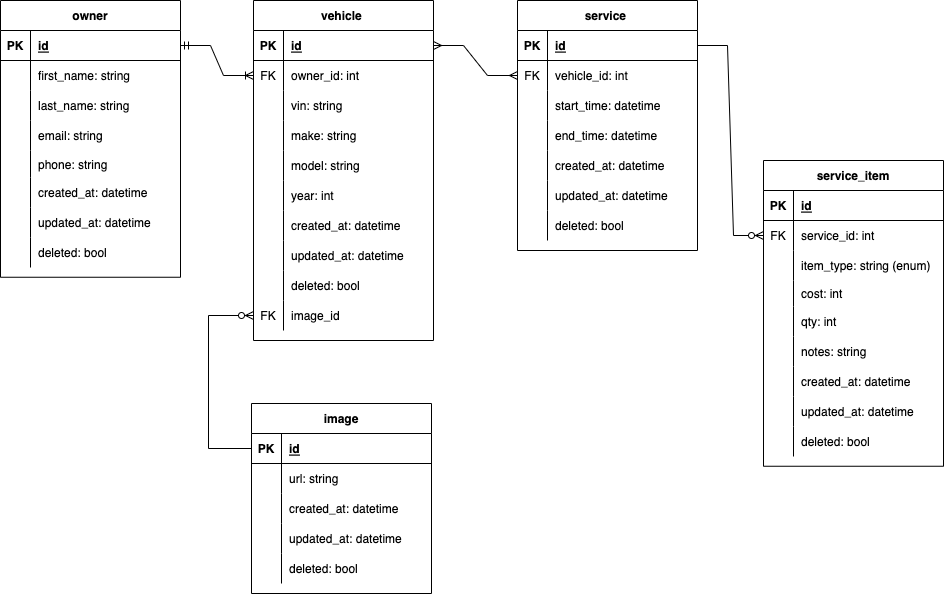 owner
PK id
first_name: string
last_name: string
email: string
phone: string
created_at: datetime
updated_at: datetime
deleted: bool
vehicle
PK id
FK owner_id: int
vin: string
make: string
model: string
year: int
created_at: datetime
updated_at: datetime
deleted: bool
FK image_id
service
PK id
FK vehicle_id: int
start_time: datetime
end_time: datetime
created_at: datetime
updated_at: datetime
deleted: bool
service_item
PK id
FK service_id: int
item_type: string (enum)
cost: int
qty: int
notes: string
created_at: datetime
updated_at: datetime
deleted: bool
image
PK id
url: string
created_at: datetime
updated_at: datetime
deleted: bool